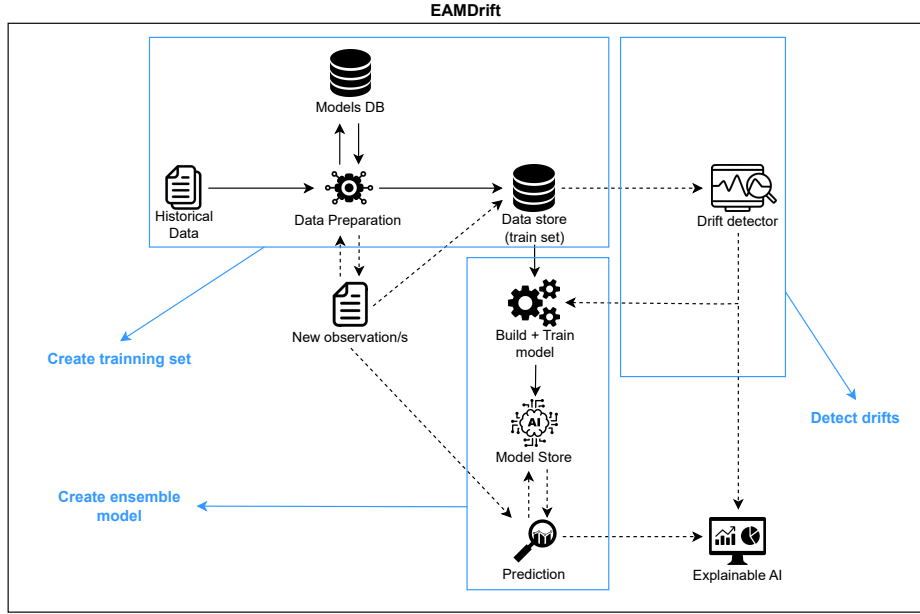 EAMDrift
Models DB
Historical
Data
Data Preparation
Data store
(train set)
Drift detector
New observation/s
Build + Train
model
Create trainning set
Detect drifts
AI
Model Store
Create ensemble
model
Prediction
Explainable AI